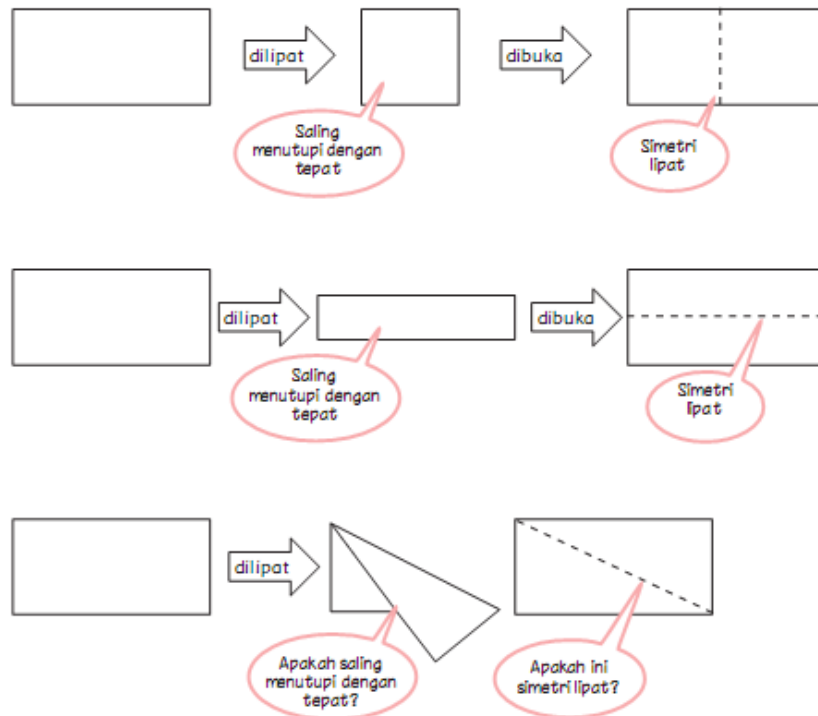 dilipat
dibuka
Saling
menutupi dengan
tepat
Simetri
lipat
dilipat
dibuka
Saling
menutupi dengan
tepat
Simetri
lipat
dilipat
Apakah saling
menutupi dengan
tepat?
Apakah ini
simetri lipat?